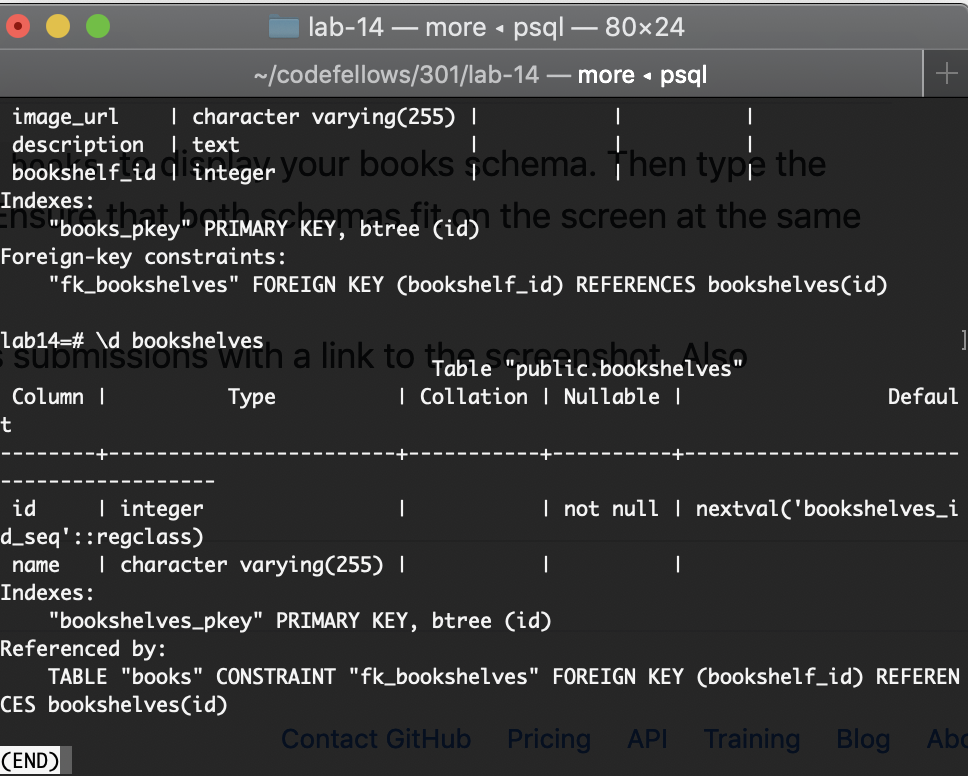 lab-14 — more ◂ psql — 80×24
~/codefellows/301/lab-14 — more ◂ psql
image_url | character varying(255) | | |
description | text | | |
books, to display your books schema. Then type the
bookshelf_id | integer | | |
Indexes:
Ensure that both schemas fit on the screen at the same
"books_pkey" PRIMARY KEY, btree (id)
Foreign-key constraints:
"fk_bookshelves" FOREIGN KEY (bookshelf_id) REFERENCES bookshelves(id)
lab14=# \d bookshelves ]
s submissions with a link to the screenshot. Also
Table "public.bookshelves"
Column | Type | Collation | Nullable | Defaul
t
--------+------------------------+-----------+----------+-----------------------
------------------
id | integer | | not null | nextval('bookshelves_i
d_seq'::regclass)
name | character varying(255) | | |
Indexes:
"bookshelves_pkey" PRIMARY KEY, btree (id)
Referenced by:
TABLE "books" CONSTRAINT "fk_bookshelves" FOREIGN KEY (bookshelf_id) REFEREN
CES bookshelves(id)
Contact GitHub Pricing API Training Blog Abo
(END)